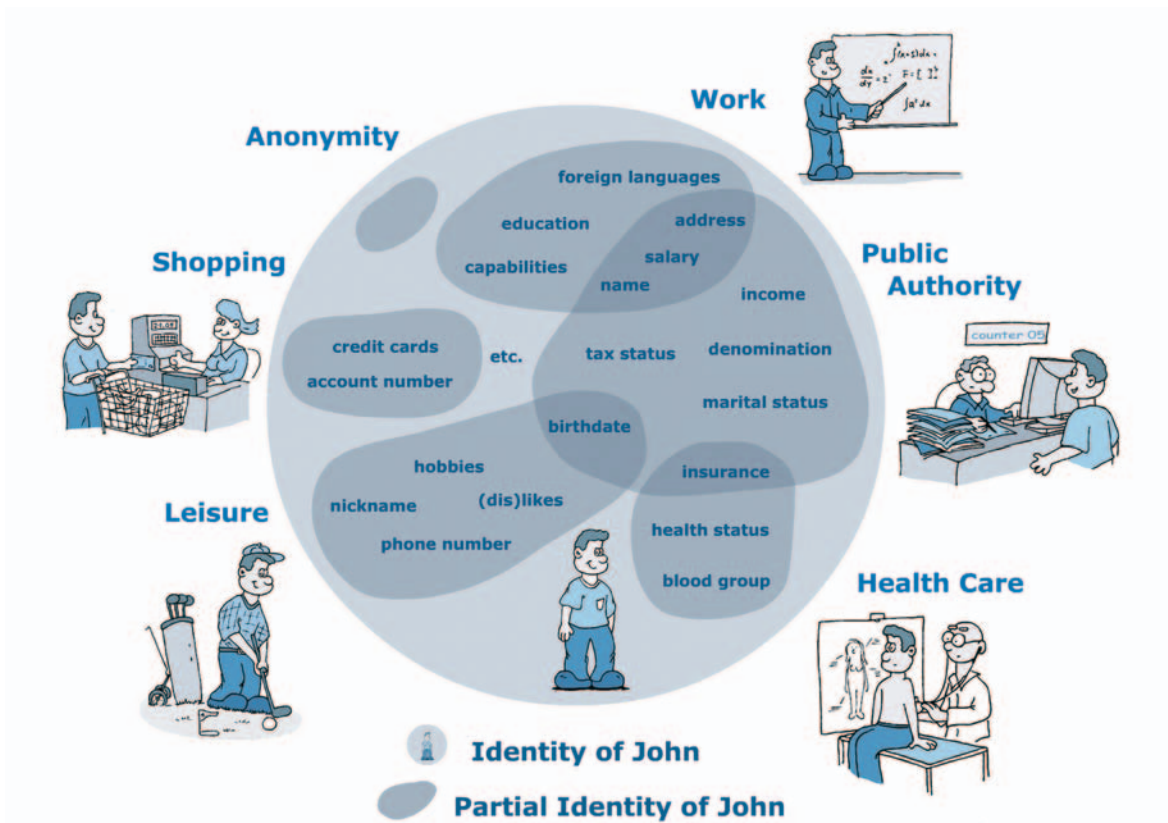 Work
Anonymity
foreign languages
education
address
capabilities
salary
name
Shopping
Public
Authority
income
counter 05
credit cards
etc.
tax status
denomination
account number
marital status
birthdate
hobbies
insurance
nickname
(dis)likes
Leisure
health status
phone number
blood group
Health Care
Identity of John
Partial Identity of John